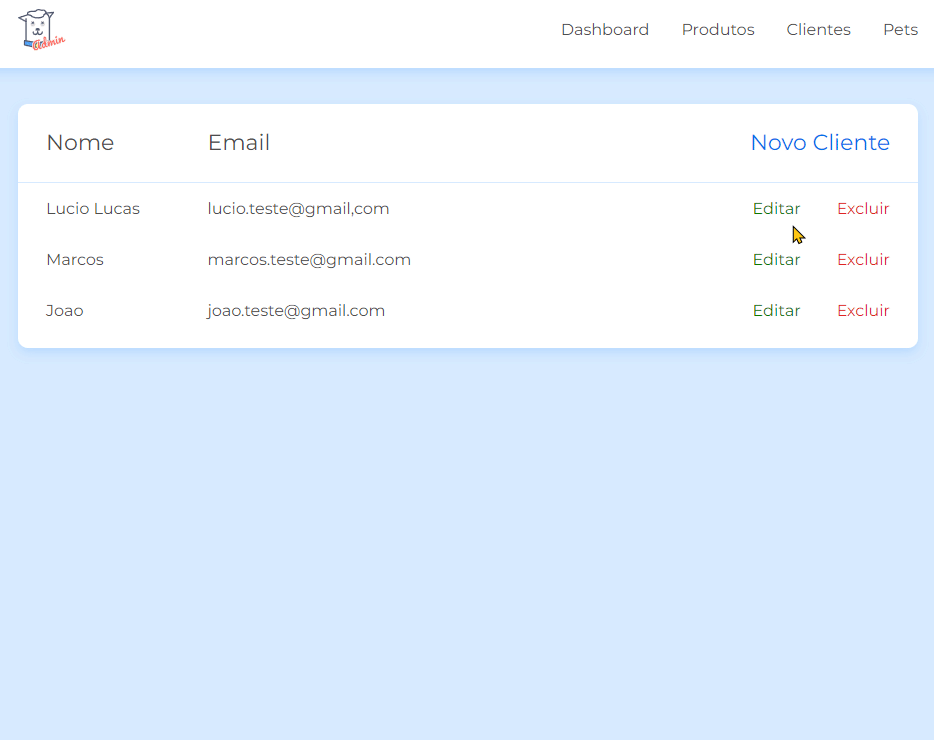 @dmin
Dashboard Produtos Clientes Pets
Nome Email Novo Cliente
Lucio Lucas lucio.teste@gmail,com Editar Excluir
Marcos marcos.teste@gmail.com Editar Excluir
Joao joao.teste@gmail.com Editar Excluir